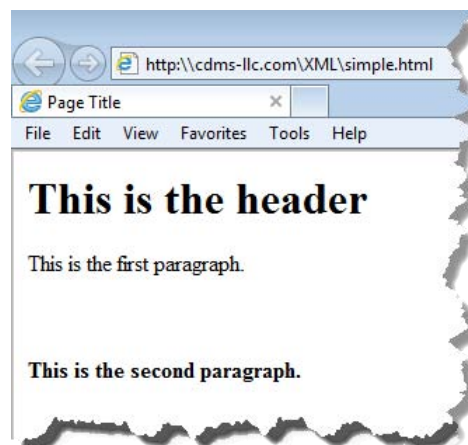 http:\\cdms-llc.com\XML\simple.html
Page Title
File Edit View Favorites Tools Help
This is the header
This is the first paragraph.
This is the second paragraph.